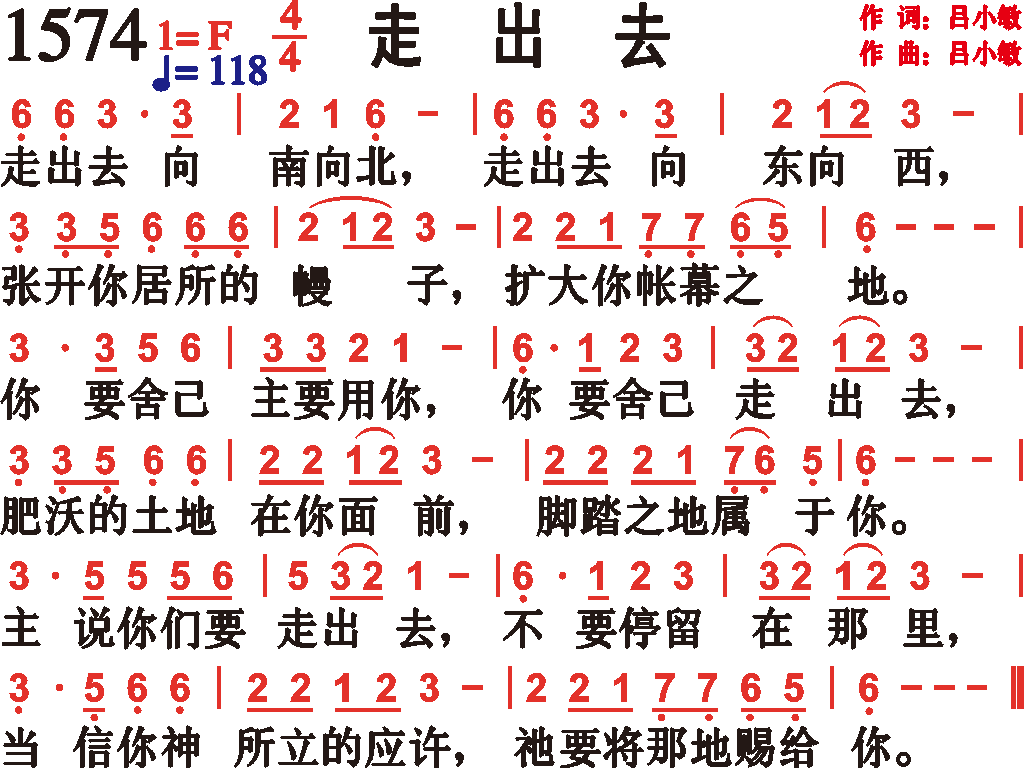 1574 1=F 4/4 走 出 去 作 词：吕小敏
♩=118 作 曲：吕小敏
6 6 3 · 3 | 2 1 6 – | 6 6 3 · 3 | 2 1 2 3 – |
走出去 向 南向北， 走出去 向 东向 西，
3 3 5 6 6 6 | 2 1 2 3 – | 2 2 1 7 7 6 5 | 6 – – – |
张开你居所的 幔 子， 扩大你帐幕之 地。
3 · 3 5 6 | 3 3 2 1 – | 6 · 1 2 3 | 3 2 1 2 3 – |
你 要舍己 主要用你， 你 要舍己 走 出 去，
3 3 5 6 6 | 2 2 1 2 3 – | 2 2 2 1 7 6 5 | 6 – – – |
肥沃的土地 在你面 前， 脚踏之地属 于你。
3 · 5 5 5 6 | 5 3 2 1 – | 6 · 1 2 3 | 3 2 1 2 3 – |
主 说你们要 走出 去， 不 要停留 在 那 里，
3 · 5 6 6 | 2 2 1 2 3 – | 2 2 1 7 7 6 5 | 6 – – – ‖
当 信你神 所立的应许， 祂要将那地赐给 你。